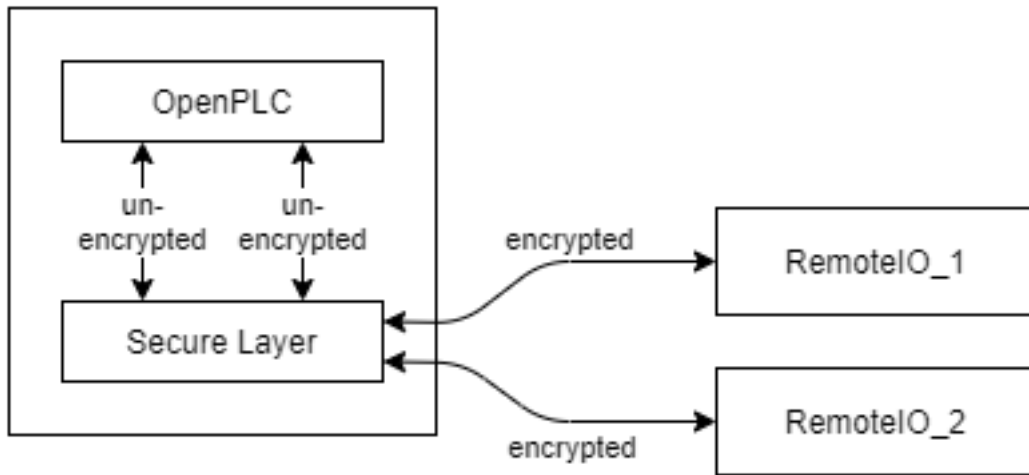 OpenPLC
un-
encrypted
un-
encrypted
Secure Layer
encrypted
RemoteIO_1
encrypted
RemoteIO_2